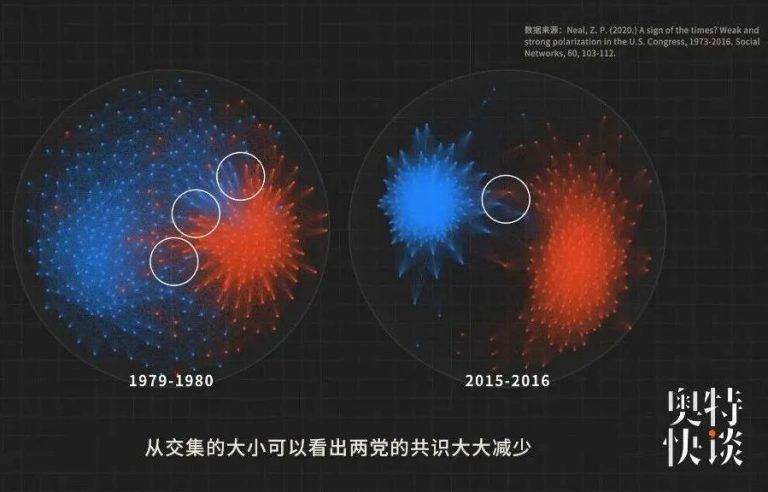 数据来源：Neal, Z. P. (2020.) A sign of the times? Weak and
strong polarization in the U.S. Congress, 1973-2016. Social
Networks, 60, 103-112.
1979-1980
2015-2016
从交集的大小可以看出两党的共识大大减少
奥特
快谈